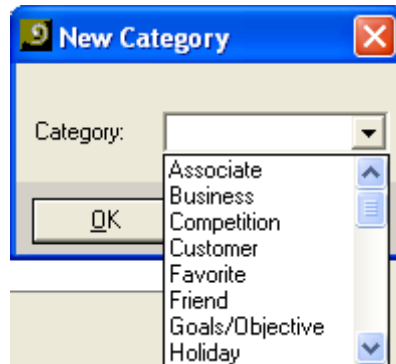 New Category
Category:
Associate
Business
OK
Competition
Customer
Favorite
Friend
Goals/Objective
Holiday